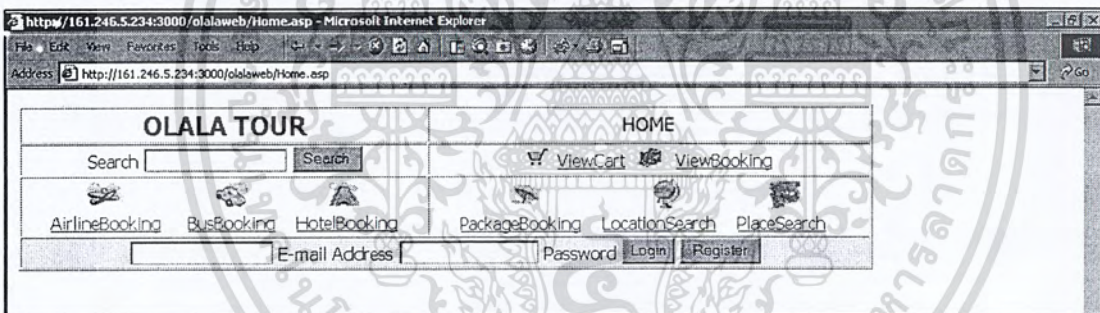 http://161.246.5.234:3000/olalaweb/Home.asp - Microsoft Internet Explorer
File Edit View Favorites Tools Help
Address http://161.246.5.234:3000/olalaweb/Home.asp Go
OLALA TOUR HOME
Search Search ViewCart ViewBooking
AirlineBooking BusBooking HotelBooking PackageBooking LocationSearch PlaceSearch
E-mail Address Password Login Register